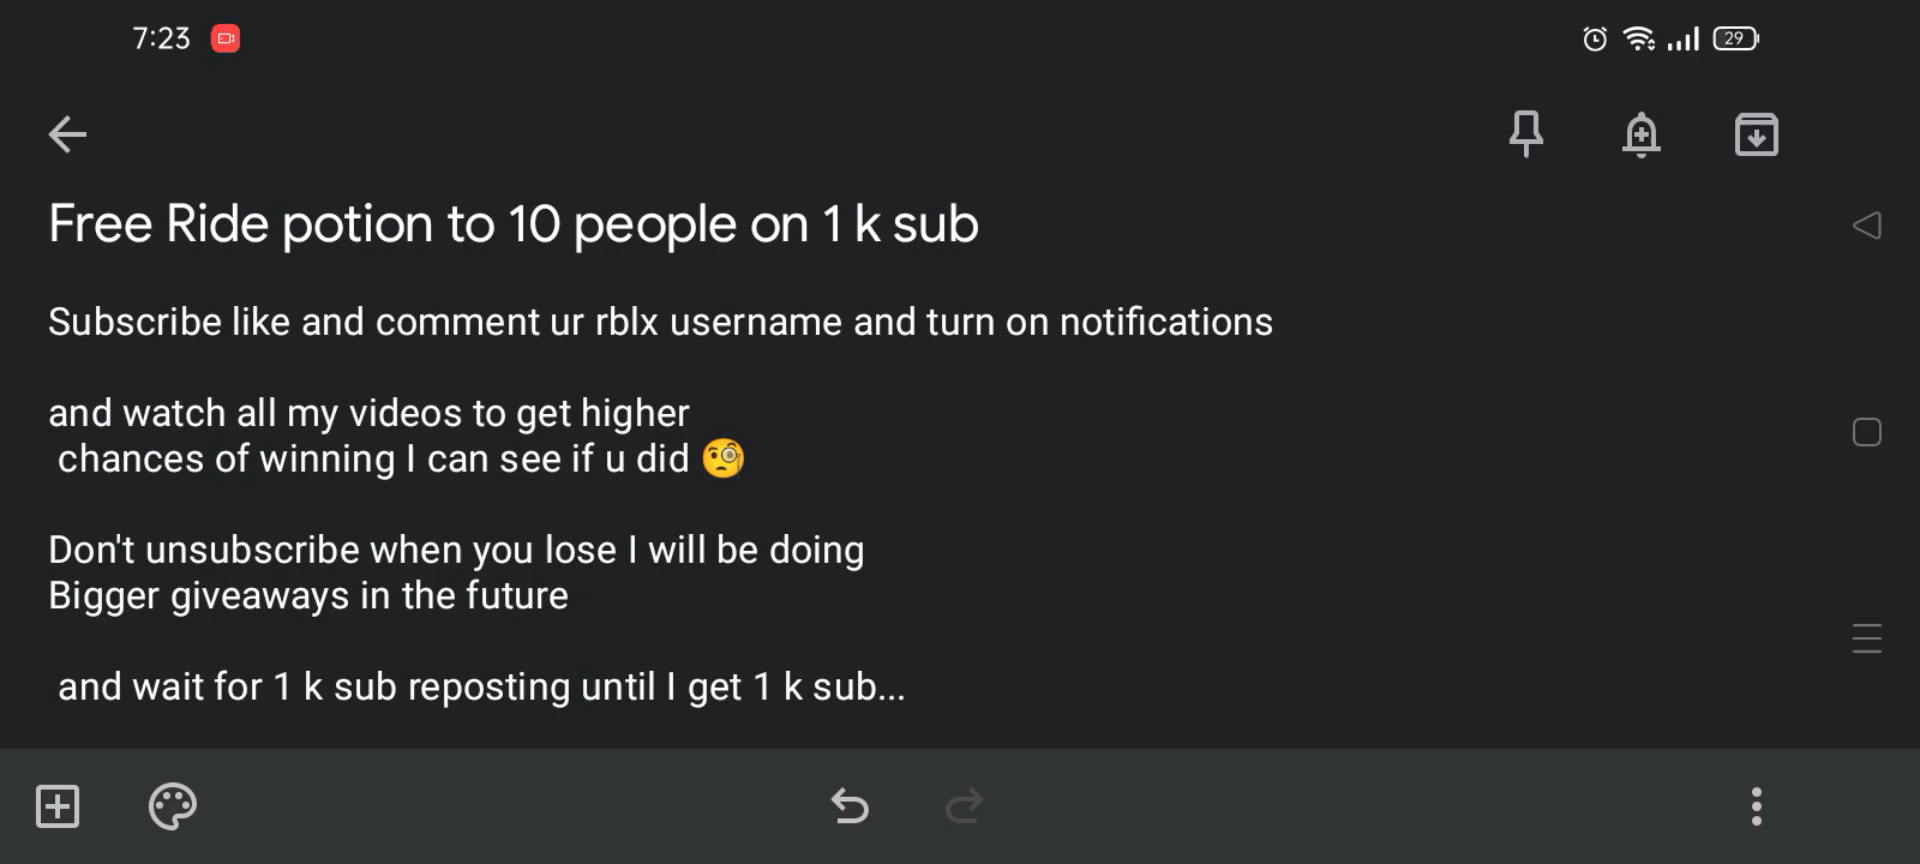 7:23
29
Free Ride potion to 10 people on 1 k sub
Subscribe like and comment ur rblx username and turn on notifications
and watch all my videos to get higher
chances of winning I can see if u did 🧐
Don't unsubscribe when you lose I will be doing
Bigger giveaways in the future
and wait for 1 k sub reposting until I get 1 k sub...